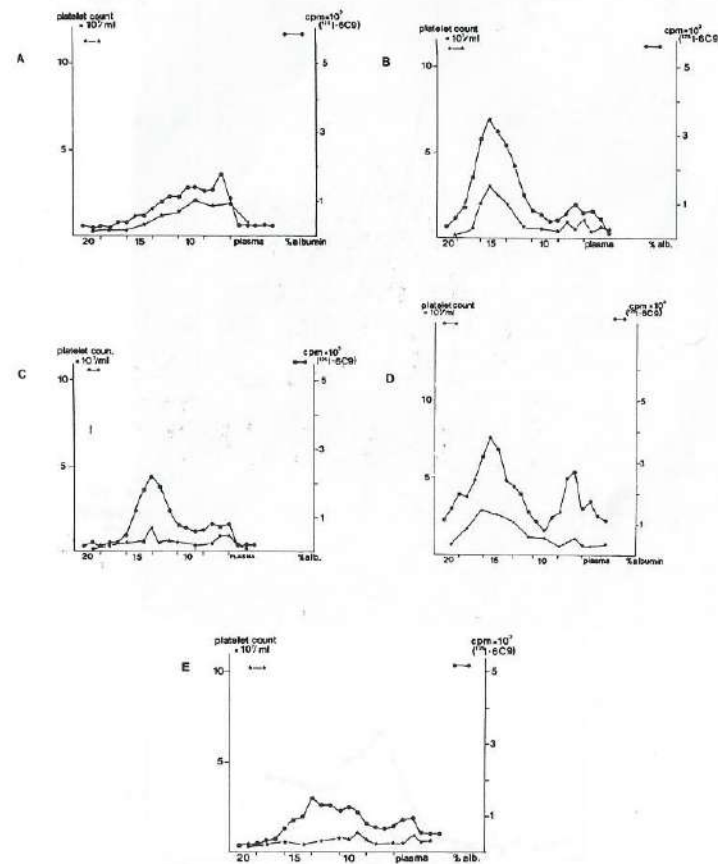 A
platelet count
× 10⁷/ml
cpm×10³
(¹²⁵I-6C9)
10
5
5
3
1
20 15 10 plasma % albumin
B
platelet count
× 10⁷/ml
cpm×10³
(¹²⁵I-6C9)
10
5
5
3
1
20 15 10 plasma % alb.
C
platelet coun.
× 10⁷/ml
cpm×10³
(¹²⁵I-6C9)
10
5
5
3
1
20 15 10 PLASMA % alb.
D
platelet count
× 10⁷/ml
cpm×10³
(¹²⁵I-6C9)
10
5
5
3
1
20 15 10 plasma % albumin
E
platelet count
× 10⁷/ml
cpm×10³
(¹²⁵I-6C9)
10
5
5
3
1
20 15 10 plasma % alb.